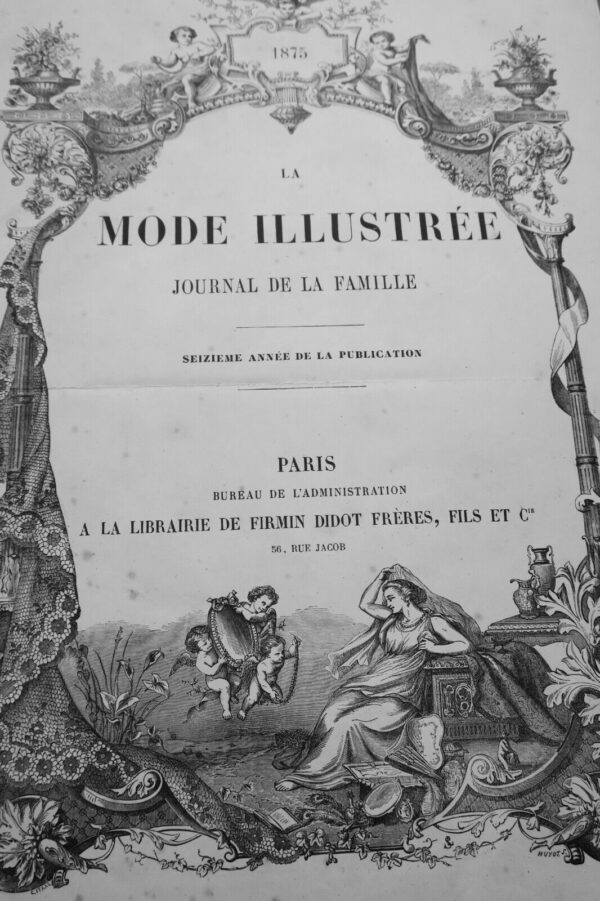 1875
LA
MODE ILLUSTRÉE
JOURNAL DE LA FAMILLE
SEIZIEME ANNÉE DE LA PUBLICATION
PARIS
BUREAU DE L'ADMINISTRATION
A LA LIBRAIRIE DE FIRMIN DIDOT FRÈRES, FILS ET Cie
56, RUE JACOB
HUYOT S.